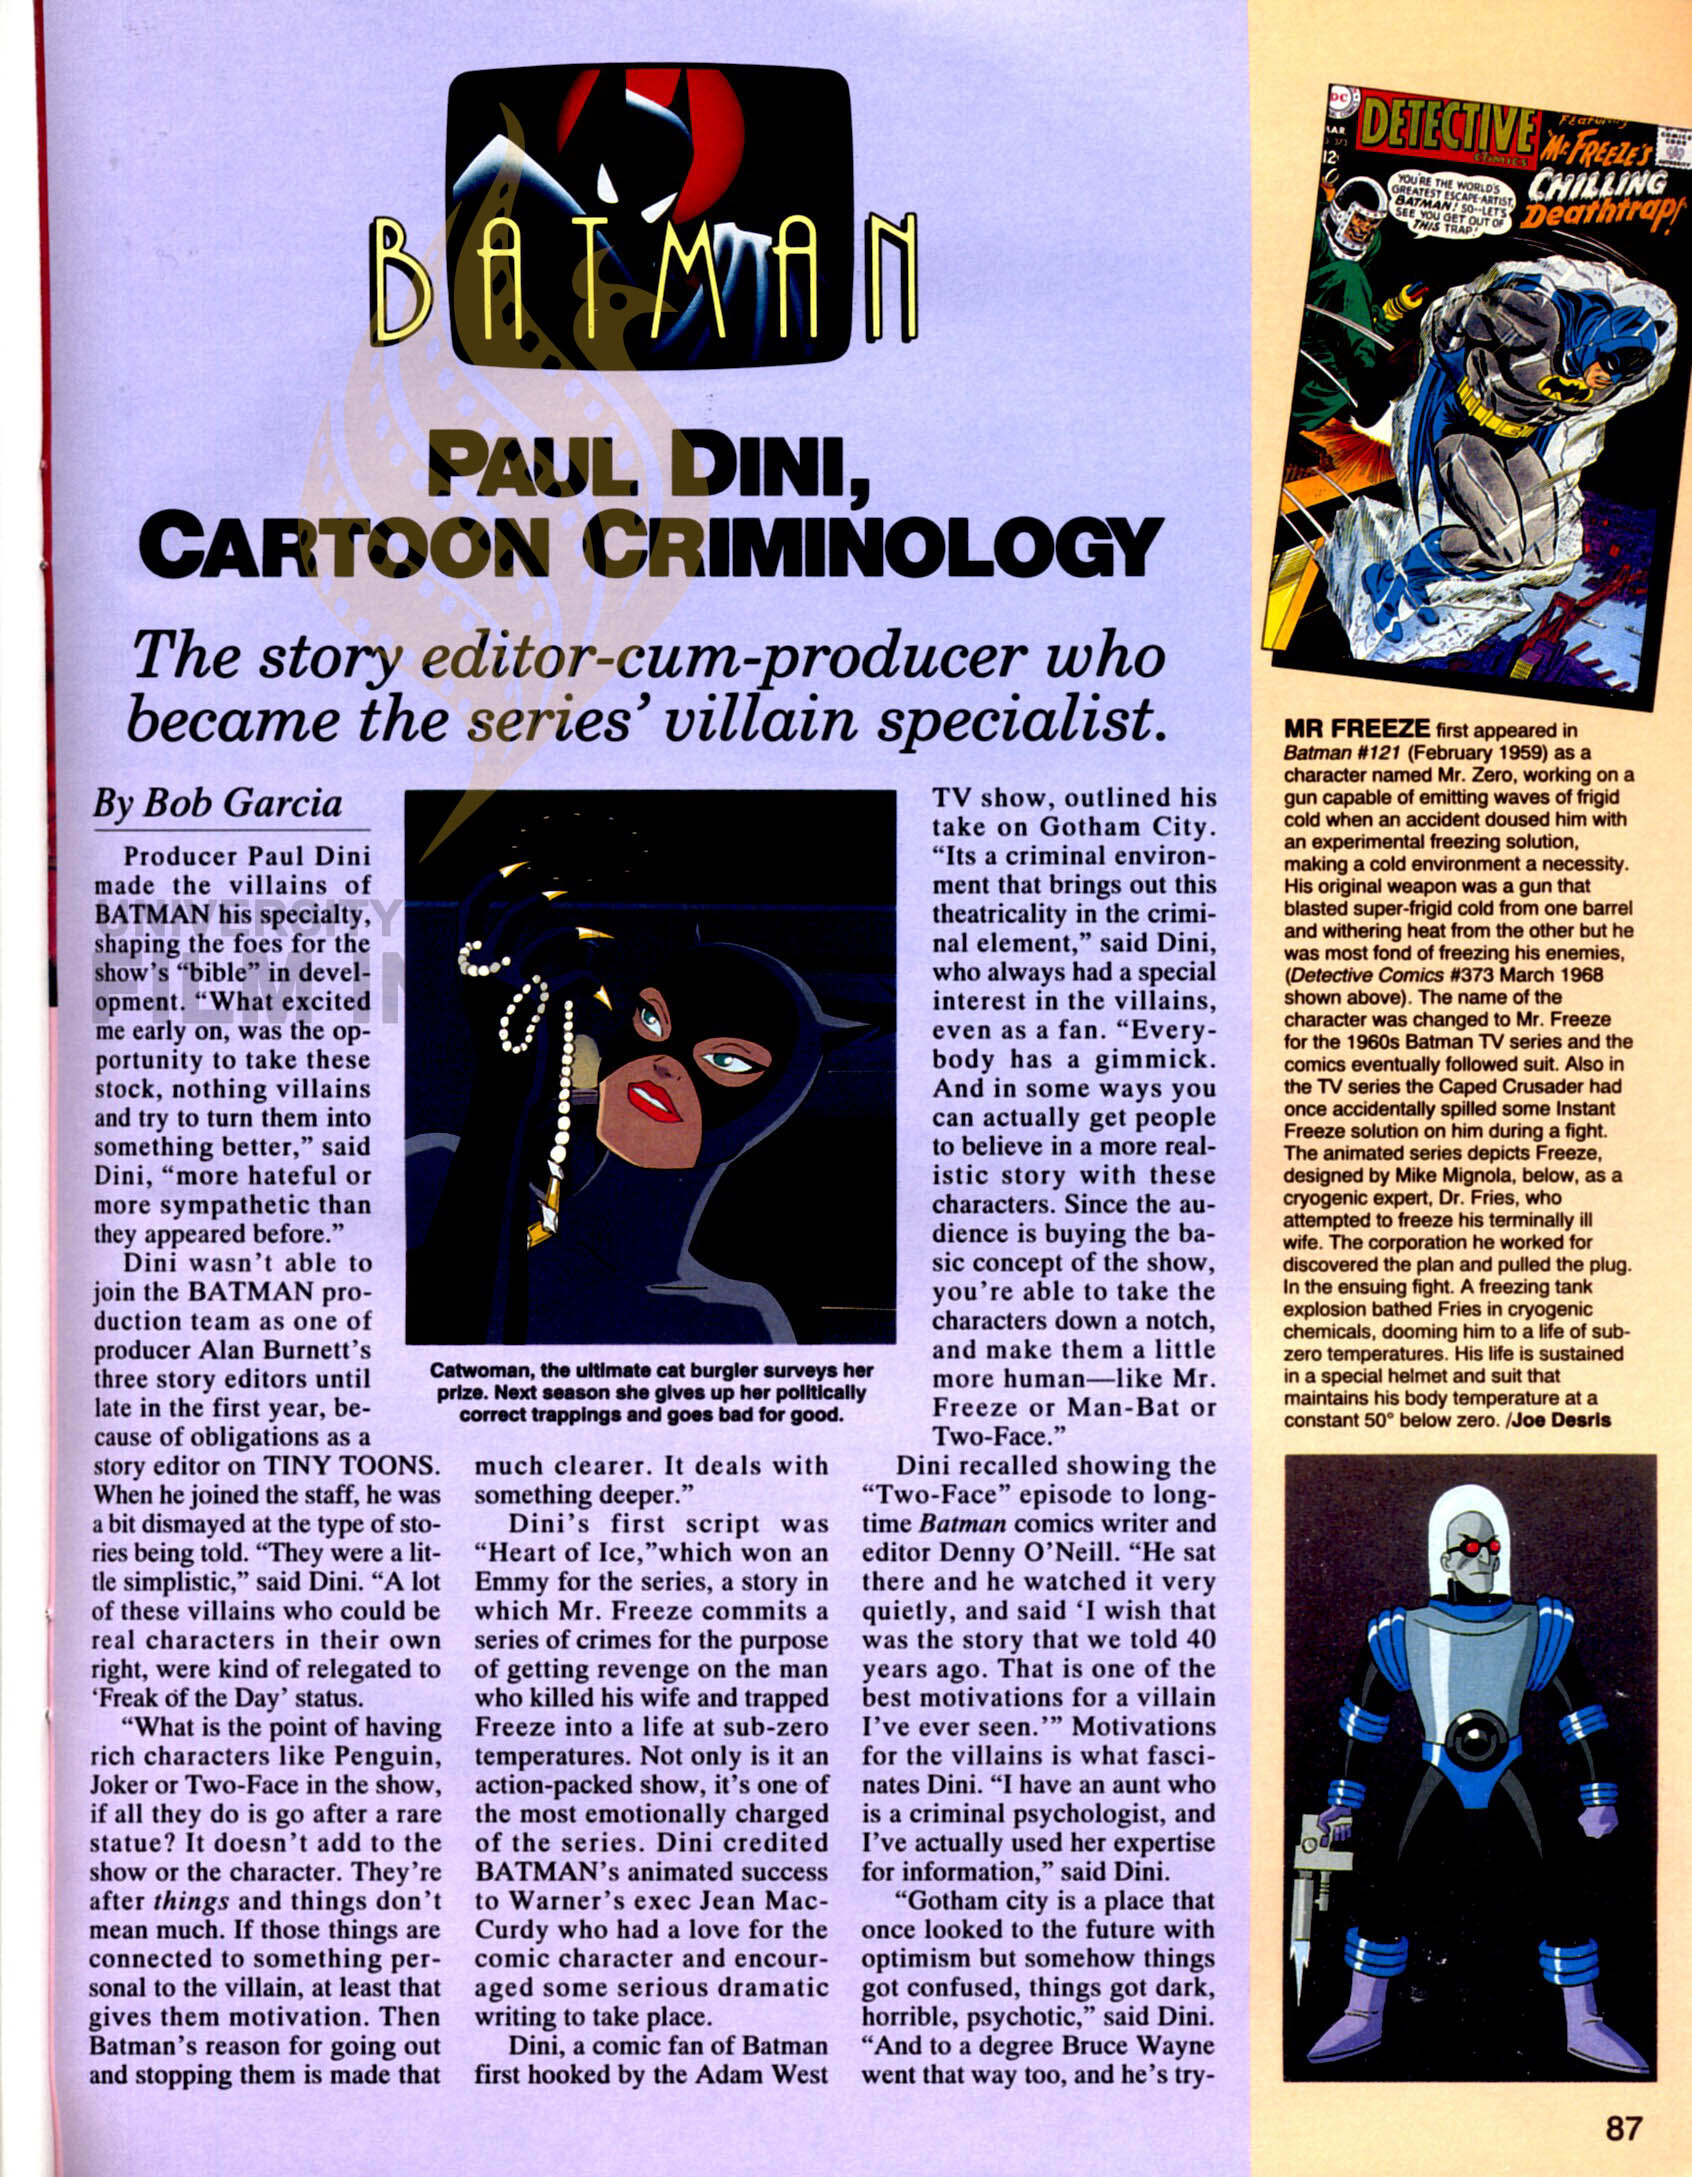 BATMAN
PAUL DINI,
CARTOON CRIMINOLOGY
The story editor-cum-producer who
became the series' villain specialist.
By Bob Garcia
Producer Paul Dini
made the villains of
BATMAN his specialty,
shaping the foes for the
show's "bible" in devel-
opment. "What excited
me early on, was the op-
portunity to take these
stock, nothing villains
and try to turn them into
something better," said
Dini, "more hateful or
more sympathetic than
they appeared before."
Dini wasn't able to
join the BATMAN pro-
duction team as one of
producer Alan Burnett's
three story editors until
late in the first year, be-
cause of obligations as a
story editor on TINY TOONS.
When he joined the staff, he was
a bit dismayed at the type of sto-
ries being told. "They were a lit-
tle simplistic," said Dini. "A lot
of these villains who could be
real characters in their own
right, were kind of relegated to
'Freak of the Day' status.
"What is the point of having
rich characters like Penguin,
Joker or Two-Face in the show,
if all they do is go after a rare
statue? It doesn't add to the
show or the character. They're
after things and things don't
mean much. If those things are
connected to something per-
sonal to the villain, at least that
gives them motivation. Then
Batman's reason for going out
and stopping them is made that
Catwoman, the ultimate cat burgler surveys her
prize. Next season she gives up her politically
correct trappings and goes bad for good.
much clearer. It deals with
something deeper."
Dini's first script was
"Heart of Ice,"which won an
Emmy for the series, a story in
which Mr. Freeze commits a
series of crimes for the purpose
of getting revenge on the man
who killed his wife and trapped
Freeze into a life at sub-zero
temperatures. Not only is it an
action-packed show, it's one of
the most emotionally charged
of the series. Dini credited
BATMAN's animated success
to Warner's exec Jean Mac-
Curdy who had a love for the
comic character and encour-
aged some serious dramatic
writing to take place.
Dini, a comic fan of Batman
first hooked by the Adam West
TV show, outlined his
take on Gotham City.
"Its a criminal environ-
ment that brings out this
theatricality in the crimi-
nal element," said Dini,
who always had a special
interest in the villains,
even as a fan. "Every-
body has a gimmick.
And in some ways you
can actually get people
to believe in a more real-
istic story with these
characters. Since the au-
dience is buying the ba-
sic concept of the show,
you're able to take the
characters down a notch,
and make them a little
more human—like Mr.
Freeze or Man-Bat or
Two-Face."
Dini recalled showing the
"Two-Face" episode to long-
time Batman comics writer and
editor Denny O'Neill. "He sat
there and he watched it very
quietly, and said 'I wish that
was the story that we told 40
years ago. That is one of the
best motivations for a villain
I've ever seen.'" Motivations
for the villains is what fasci-
nates Dini. "I have an aunt who
is a criminal psychologist, and
I've actually used her expertise
for information," said Dini.
"Gotham city is a place that
once looked to the future with
optimism but somehow things
got confused, things got dark,
horrible, psychotic," said Dini.
"And to a degree Bruce Wayne
went that way too, and he's try-
DC
MAR.
12¢
DETECTIVE
COMICS
FEATURING
MR. FREEZE'S
CHILLING
Deathtrap!
YOU'RE THE WORLD'S
GREATEST ESCAPE-ARTIST,
BATMAN! SO--LET'S
SEE YOU GET OUT OF
THIS TRAP!
MR FREEZE first appeared in
Batman #121 (February 1959) as a
character named Mr. Zero, working on a
gun capable of emitting waves of frigid
cold when an accident doused him with
an experimental freezing solution,
making a cold environment a necessity.
His original weapon was a gun that
blasted super-frigid cold from one barrel
and withering heat from the other but he
was most fond of freezing his enemies,
(Detective Comics #373 March 1968
shown above). The name of the
character was changed to Mr. Freeze
for the 1960s Batman TV series and the
comics eventually followed suit. Also in
the TV series the Caped Crusader had
once accidentally spilled some Instant
Freeze solution on him during a fight.
The animated series depicts Freeze,
designed by Mike Mignola, below, as a
cryogenic expert, Dr. Fries, who
attempted to freeze his terminally ill
wife. The corporation he worked for
discovered the plan and pulled the plug.
In the ensuing fight. A freezing tank
explosion bathed Fries in cryogenic
chemicals, dooming him to a life of sub-
zero temperatures. His life is sustained
in a special helmet and suit that
maintains his body temperature at a
constant 50° below zero. /Joe Desris
87
UNIVERSITY
FILM IN